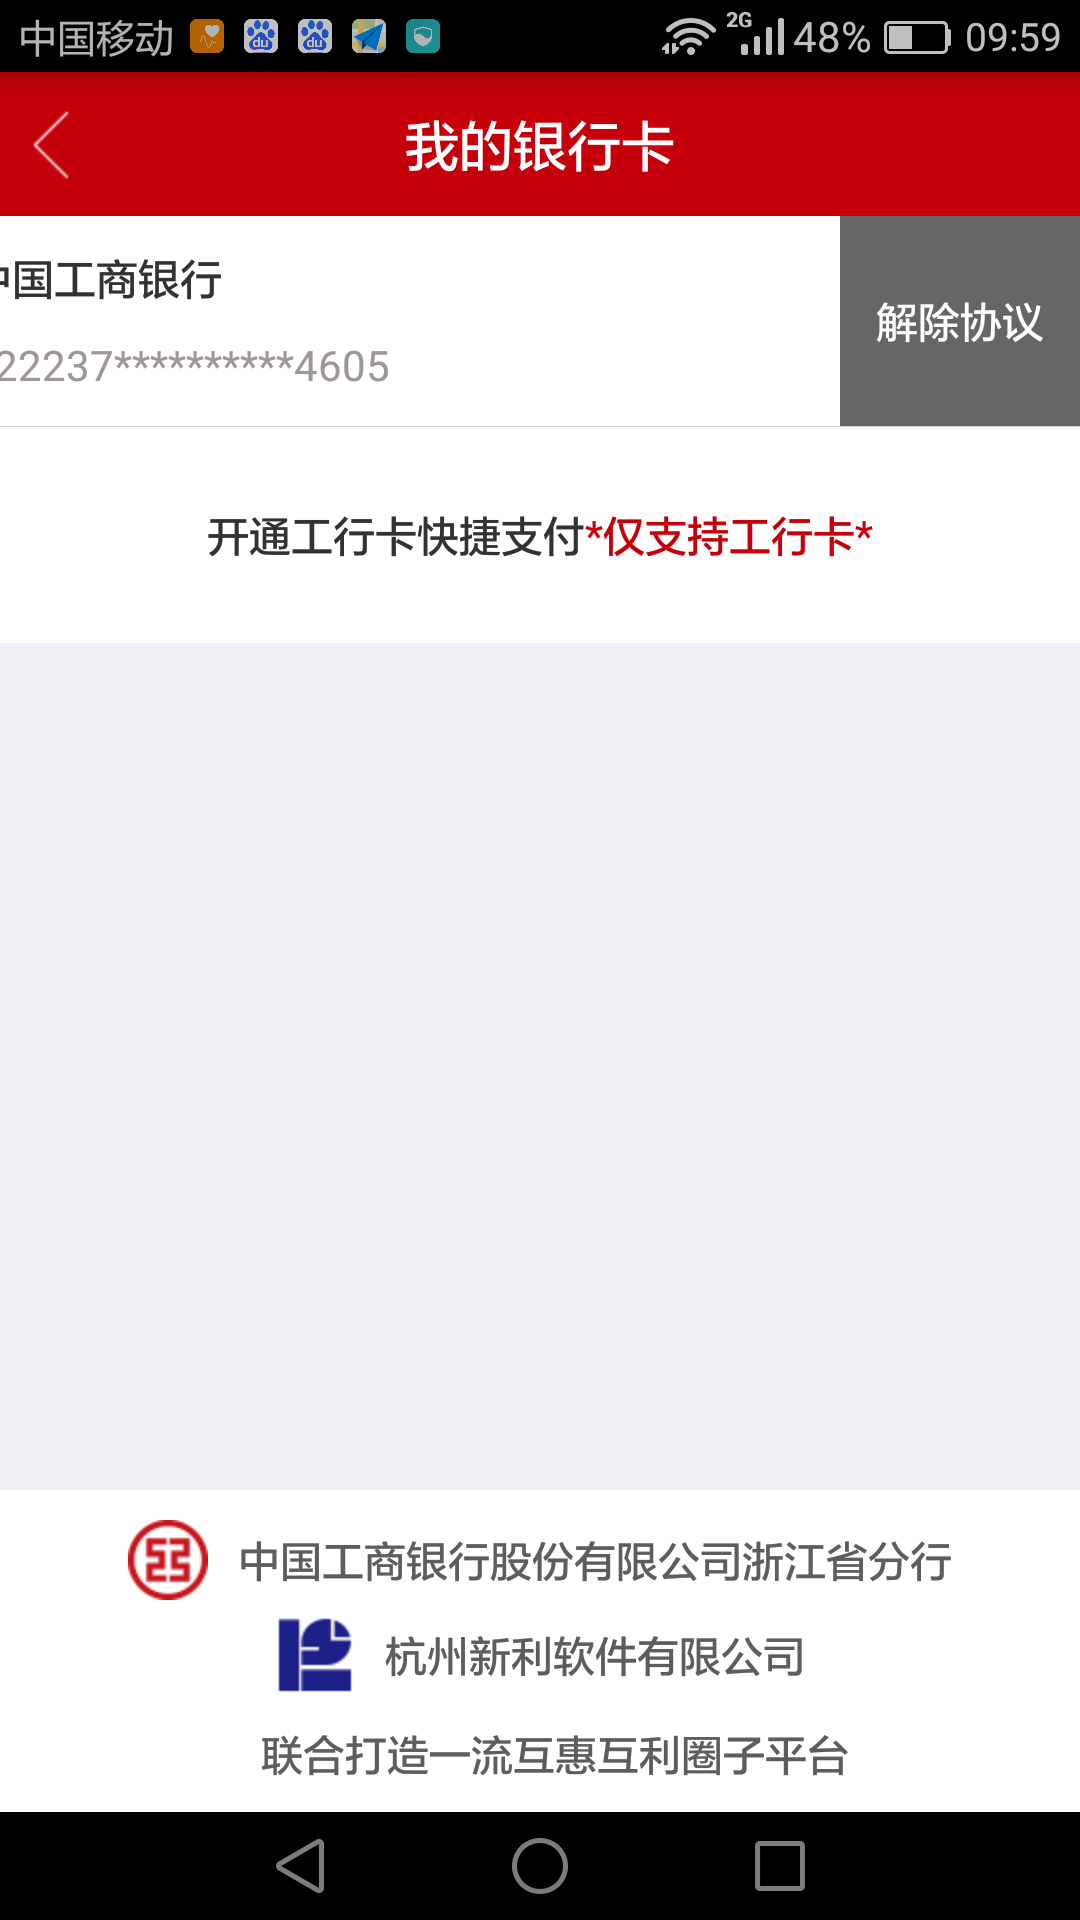 中国移动 2G 48% 09:59
我的银行卡
中国工商银行
22237**********4605
解除协议
开通工行卡快捷支付*仅支持工行卡*
中国工商银行股份有限公司浙江省分行
杭州新利软件有限公司
联合打造一流互惠互利圈子平台